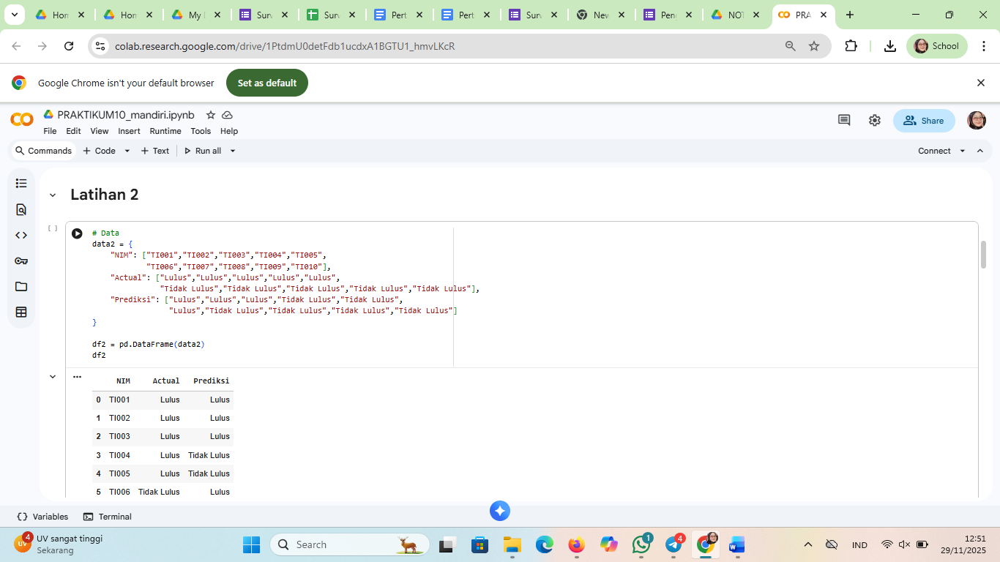 Hom
Hom
My
Surv
Surv
Pert
Pert
Surv
New
Pen
NOT
PRA
colab.research.google.com/drive/1PtdmU0detFdb1ucdxA1BGTU1_hmvLKcR
School
Google Chrome isn't your default browser
Set as default
PRAKTIKUM10_mandiri.ipynb
File Edit View Insert Runtime Tools Help
Share
Commands + Code + Text Run all
Connect
Latihan 2
[ ]
# Data
data2 = {
"NIM": ["TI001","TI002","TI003","TI004","TI005",
"TI006","TI007","TI008","TI009","TI010"],
"Actual": ["Lulus","Lulus","Lulus","Lulus","Lulus",
"Tidak Lulus","Tidak Lulus","Tidak Lulus","Tidak Lulus","Tidak Lulus"],
"Prediksi": ["Lulus","Lulus","Lulus","Tidak Lulus","Tidak Lulus",
"Lulus","Tidak Lulus","Tidak Lulus","Tidak Lulus","Tidak Lulus"]
}
df2 = pd.DataFrame(data2)
df2
NIM Actual Prediksi
0 TI001 Lulus Lulus
1 TI002 Lulus Lulus
2 TI003 Lulus Lulus
3 TI004 Lulus Tidak Lulus
4 TI005 Lulus Tidak Lulus
5 TI006 Tidak Lulus Lulus
Variables
Terminal
UV
4
UV sangat tinggi
Sekarang
Search
1
4
IND
12:51
29/11/2025